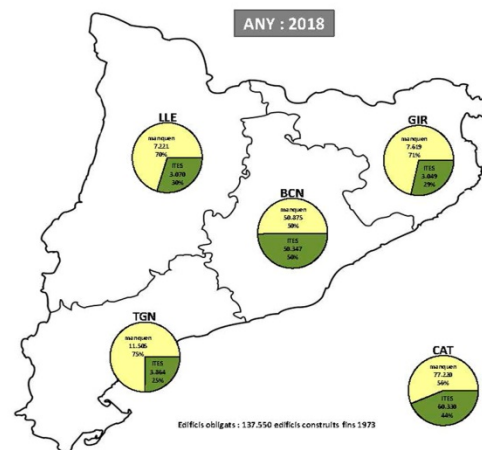 ANY : 2018
LLE
manquen
7.221
70%
ITES
3.070
30%
GIR
manquen
7.619
71%
ITES
3.049
29%
BCN
manquen
50.875
50%
ITES
50.347
50%
TGN
manquen
11.505
75%
ITES
3.864
25%
CAT
manquen
77.220
56%
ITES
60.330
44%
Edificis obligats : 137.550 edificis construits fins 1973